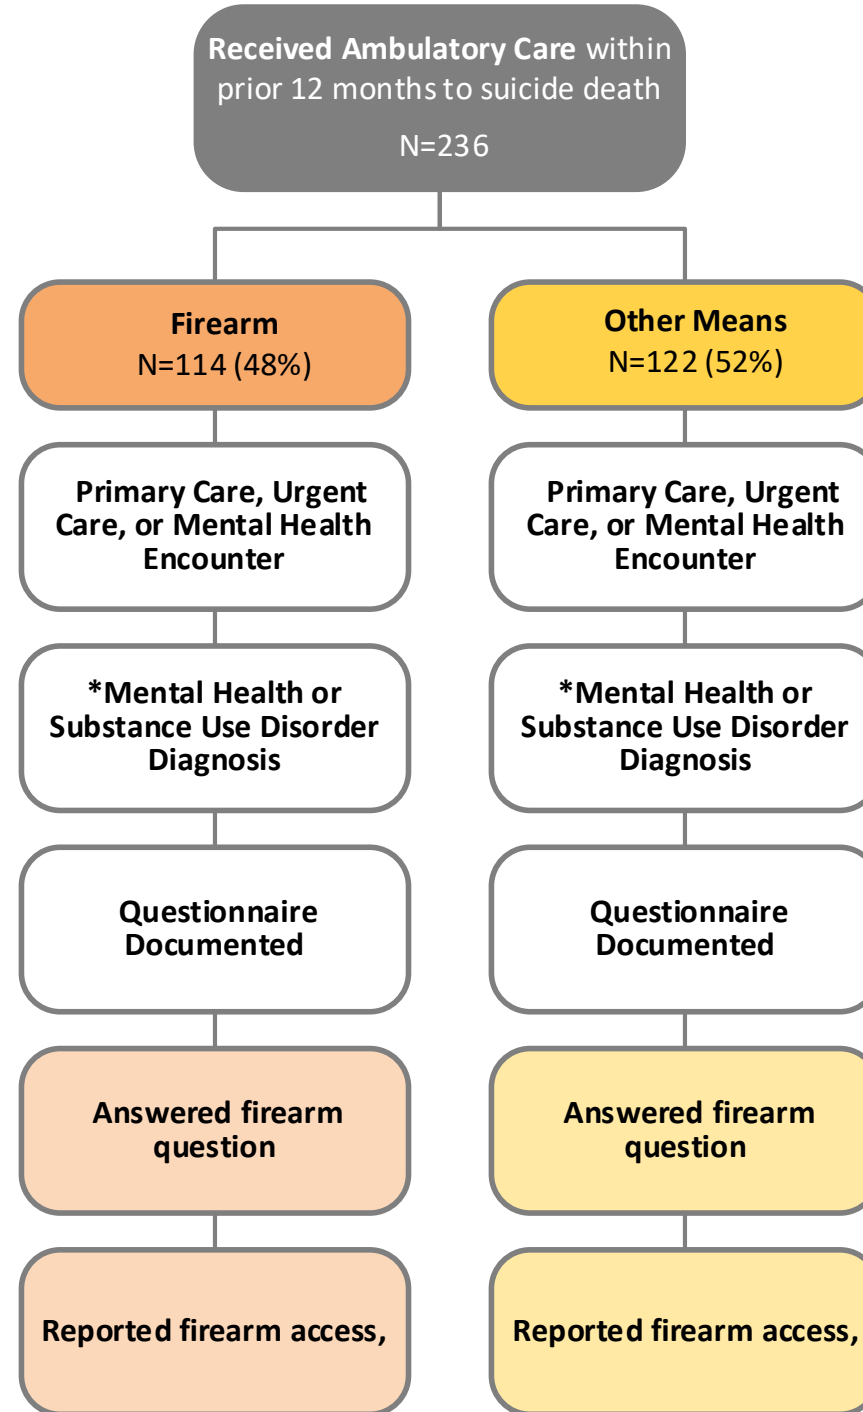 Received Ambulatory Care within
prior 12 months to suicide death
N=236
Firearm
N=114 (48%)
Other Means
N=122 (52%)
Primary Care, Urgent
Care, or Mental Health
Encounter
Primary Care, Urgent
Care, or Mental Health
Encounter
*Mental Health or
Substance Use Disorder
Diagnosis
*Mental Health or
Substance Use Disorder
Diagnosis
Questionnaire
Documented
Questionnaire
Documented
Answered firearm
question
Answered firearm
question
Reported firearm access,
Reported firearm access,